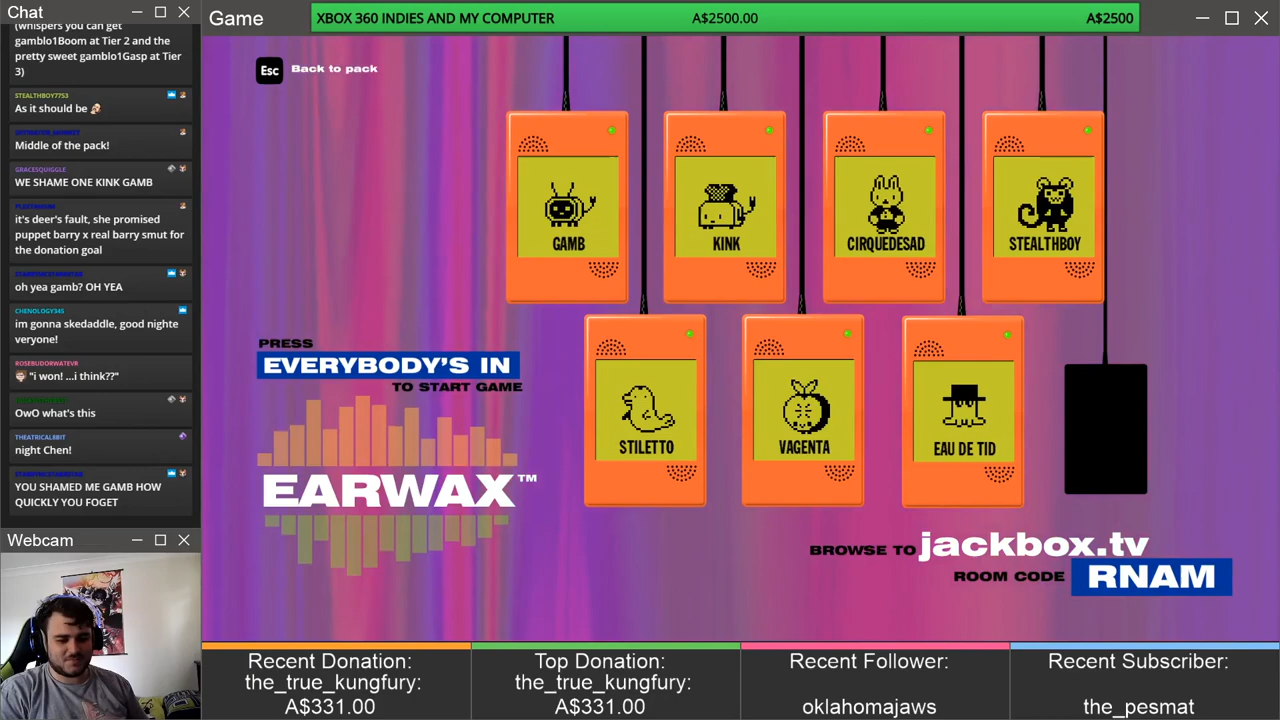 Chat
(whispers you can get
gamblo1Boom at Tier 2 and the
pretty sweet gamblo1Gasp at Tier
3)
STEALTHBOY7753
As it should be
Middle of the pack!
GRACESQUIGGLE
WE SHAME ONE KINK GAMB
it's deer's fault, she promised
puppet barry x real barry smut for
the donation goal
oh yea gamb? OH YEA
CHENOLOGY345
im gonna skedaddle, good nighte
veryone!
ROSEBUDORWATEVR
"i won! ...i think??"
OwO what's this
THEATRICAL8BIT
night Chen!
YOU SHAMED ME GAMB HOW
QUICKLY YOU FOGET
Webcam
Game
XBOX 360 INDIES AND MY COMPUTER
A$2500.00
A$2500
Esc
Back to pack
GAMB
KINK
CIRQUEDESAD
STEALTHBOY
STILETTO
VAGENTA
EAU DE TID
PRESS
EVERYBODY'S IN
TO START GAME
EARWAX™
BROWSE TO jackbox.tv
ROOM CODE RNAM
Recent Donation:
the_true_kungfury:
A$331.00
Top Donation:
the_true_kungfury:
A$331.00
Recent Follower:
oklahomajaws
Recent Subscriber:
the_pesmat